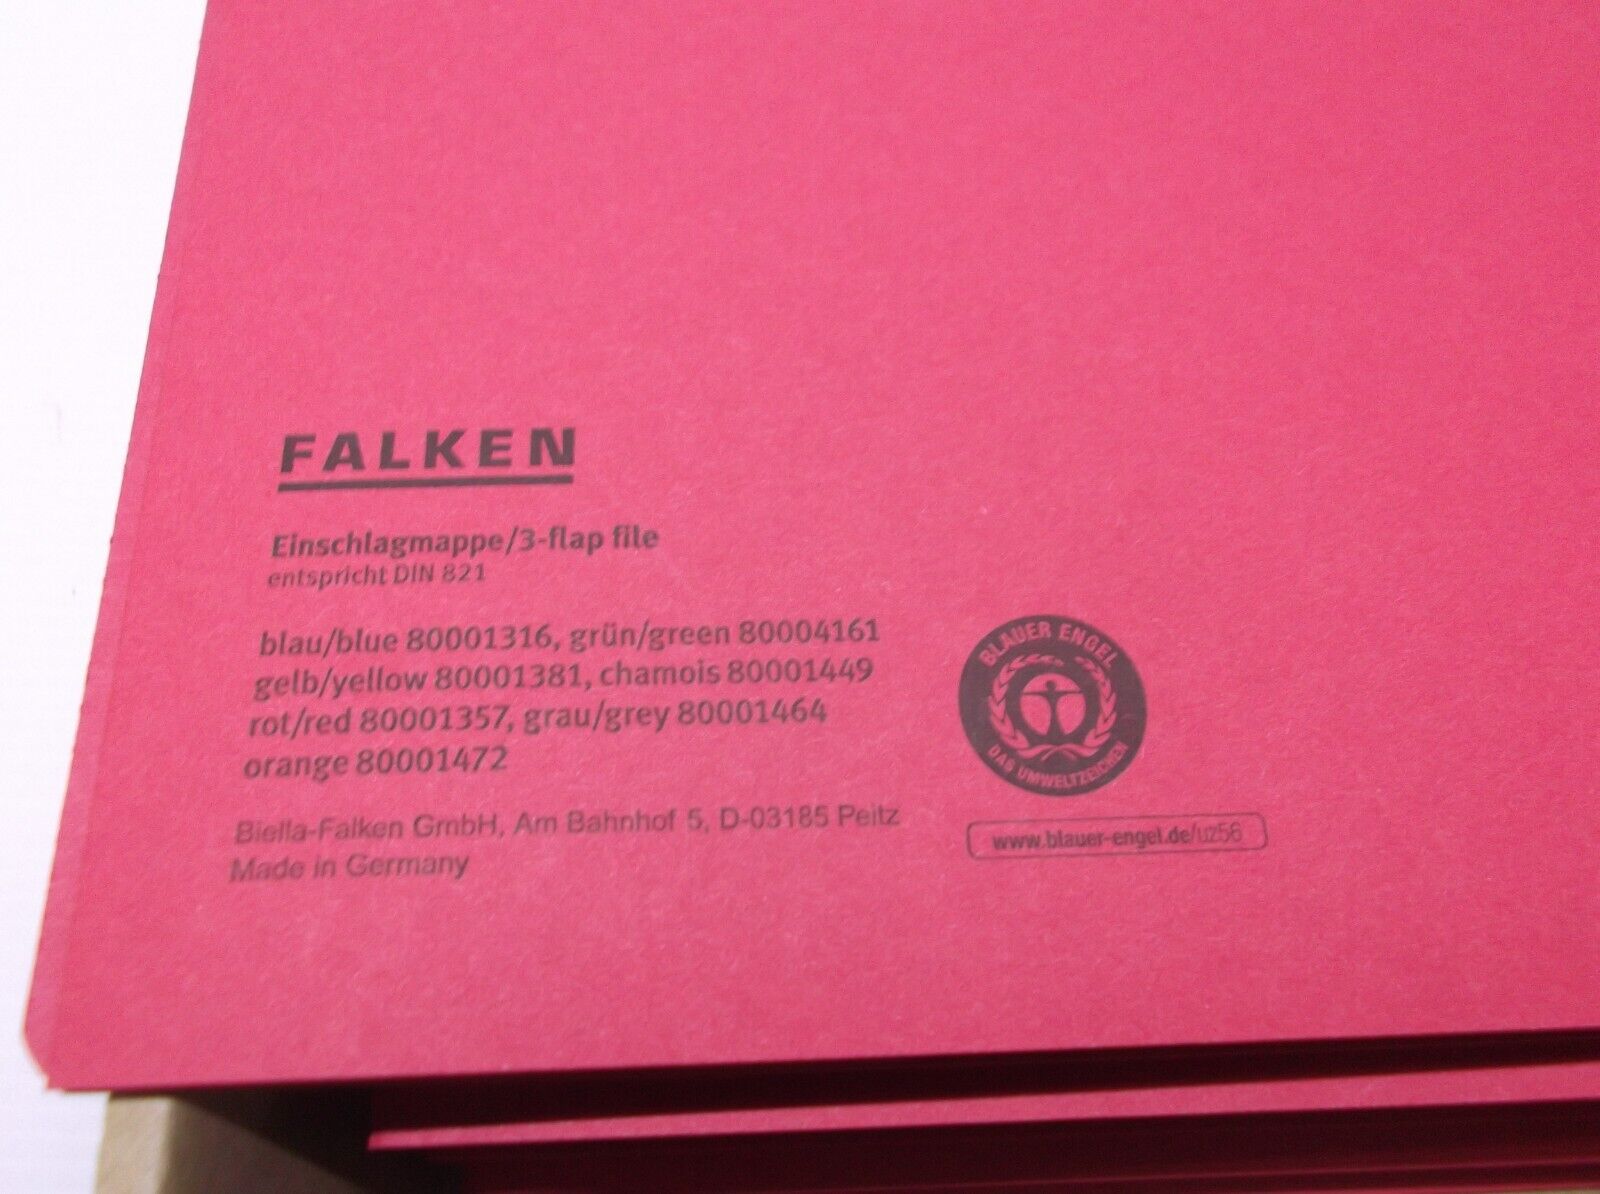 FALKEN
Einschlagmappe/3-flap file
entspricht DIN 821
blau/blue 80001316, grün/green 80004161
gelb/yellow 80001381, chamois 80001449
rot/red 80001357, grau/grey 80001464
orange 80001472
Biella-Falken GmbH, Am Bahnhof 5, D-03185 Peitz
Made in Germany
BLAUER ENGEL
DAS UMWELTZEICHEN
www.blauer-engel.de/uz56